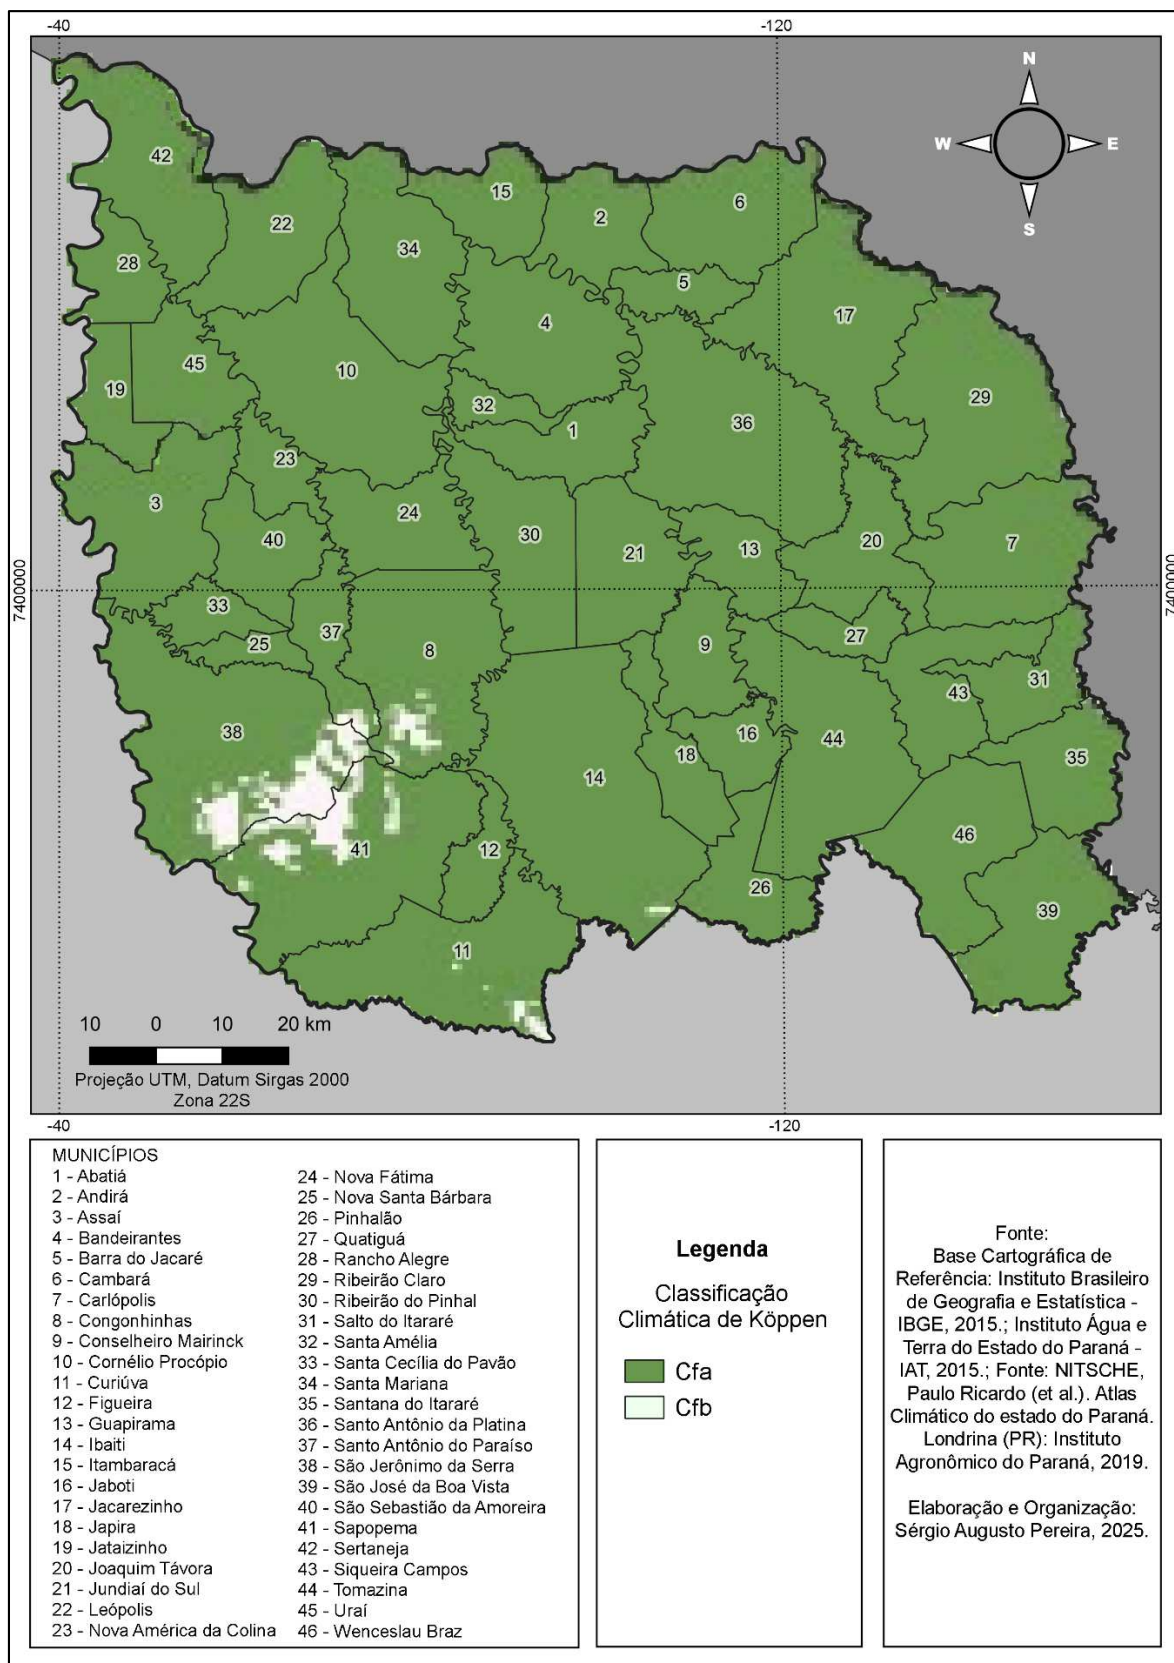 -40
-120
N
W
E
S
42
15
6
2
22
34
28
5
17
4
45
10
19
29
32
36
1
23
3
24
30
40
21
13
20
7
7400000
7400000
33
37
27
25
9
8
31
43
38
16
44
18
35
14
46
41
12
26
39
11
10 0 10 20 km
Projeção UTM, Datum Sirgas 2000
Zona 22S
-40
-120
MUNICÍPIOS
1 - Abatiá
2 - Andirá
3 - Assaí
4 - Bandeirantes
5 - Barra do Jacaré
6 - Cambará
7 - Carlópolis
8 - Congonhinhas
9 - Conselheiro Mairinck
10 - Cornélio Procópio
11 - Curiúva
12 - Figueira
13 - Guapirama
14 - Ibaiti
15 - Itambaracá
16 - Jaboti
17 - Jacarezinho
18 - Japira
19 - Jataizinho
20 - Joaquim Távora
21 - Jundiaí do Sul
22 - Leópolis
23 - Nova América da Colina
24 - Nova Fátima
25 - Nova Santa Bárbara
26 - Pinhalão
27 - Quatiguá
28 - Rancho Alegre
29 - Ribeirão Claro
30 - Ribeirão do Pinhal
31 - Salto do Itararé
32 - Santa Amélia
33 - Santa Cecília do Pavão
34 - Santa Mariana
35 - Santana do Itararé
36 - Santo Antônio da Platina
37 - Santo Antônio do Paraíso
38 - São Jerônimo da Serra
39 - São José da Boa Vista
40 - São Sebastião da Amoreira
41 - Sapopema
42 - Sertaneja
43 - Siqueira Campos
44 - Tomazina
45 - Uraí
46 - Wenceslau Braz
Legenda
Classificação
Climática de Köppen
Cfa
Cfb
Fonte:
Base Cartográfica de
Referência: Instituto Brasileiro
de Geografia e Estatística -
IBGE, 2015.; Instituto Água e
Terra do Estado do Paraná -
IAT, 2015.; Fonte: NITSCHE,
Paulo Ricardo (et al.). Atlas
Climático do estado do Paraná.
Londrina (PR): Instituto
Agronômico do Paraná, 2019.
Elaboração e Organização:
Sérgio Augusto Pereira, 2025.